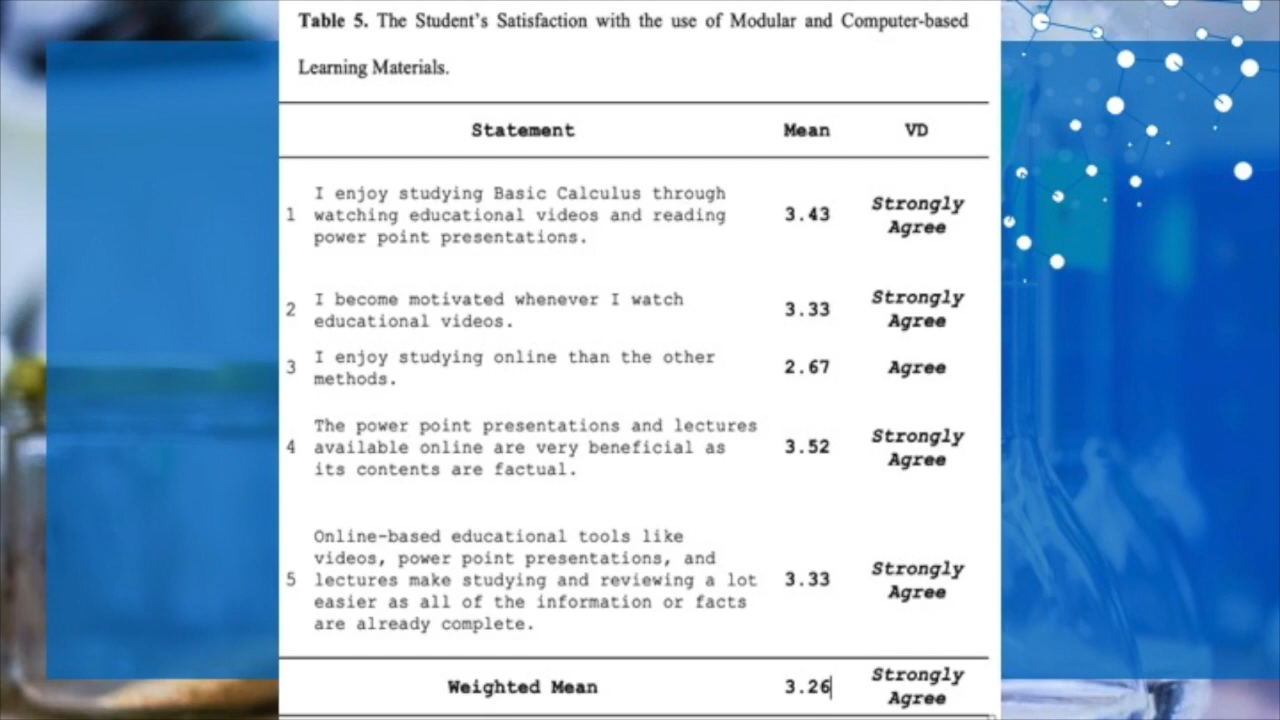 Table 5. The Student's Satisfaction with the use of Modular and Computer-based
Learning Materials.
Statement Mean VD
1 I enjoy studying Basic Calculus through
watching educational videos and reading
power point presentations. 3.43 Strongly
Agree
2 I become motivated whenever I watch
educational videos. 3.33 Strongly
Agree
3 I enjoy studying online than the other
methods. 2.67 Agree
4 The power point presentations and lectures
available online are very beneficial as
its contents are factual. 3.52 Strongly
Agree
5 Online-based educational tools like
videos, power point presentations, and
lectures make studying and reviewing a lot
easier as all of the information or facts
are already complete. 3.33 Strongly
Agree
Weighted Mean 3.26 Strongly
Agree